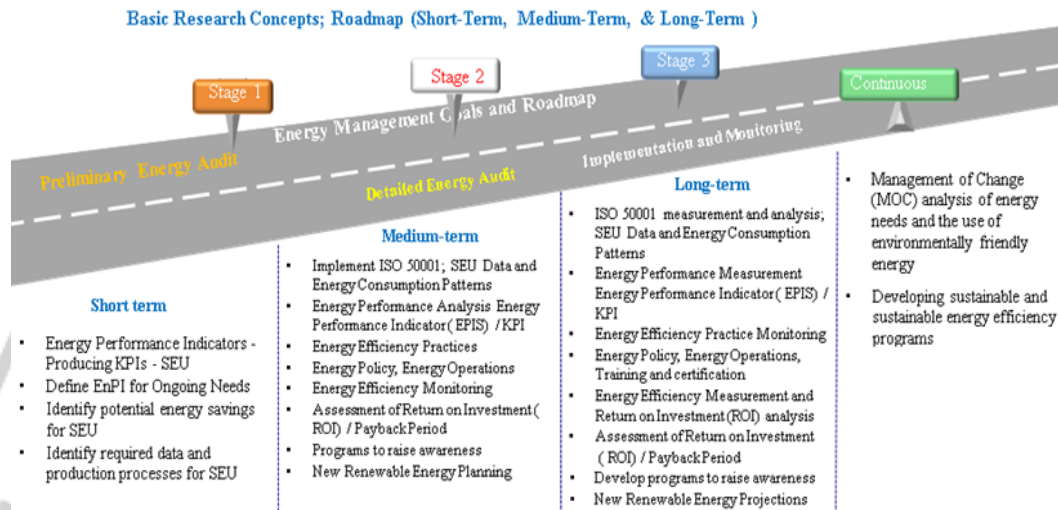 Basic Research Concepts; Roadmap (Short-Term, Medium-Term, & Long-Term )
Stage 1
Stage 2
Stage 3
Continuous
Energy Management Goals and Roadmap
Preliminary Energy Audit
Detailed Energy Audit
Implementation and Monitoring
Short term
▪ Energy Performance Indicators -
Producing KPIs - SEU
▪ Define EnPI for Ongoing Needs
▪ Identify potential energy savings
for SEU
▪ Identify required data and
production processes for SEU
Medium-term
▪ Implement ISO 50001; SEU Data and
Energy Consumption Patterns
▪ Energy Performance Analysis Energy
Performance Indicator( EPIS) / KPI
▪ Energy Efficiency Practices
▪ Energy Policy, Energy Operations
▪ Energy Efficiency Monitoring
▪ Assessment of Return on Investment (
ROI) / Payback Period
▪ Programs to raise awareness
▪ New Renewable Energy Planning
Long-term
▪ ISO 50001 measurement and analysis;
SEU Data and Energy Consumption
Patterns
▪ Energy Performance Measurement
Energy Performance Indicator ( EPIS) /
KPI
▪ Energy Efficiency Practice Monitoring
▪ Energy Policy, Energy Operations,
Training and certification
▪ Energy Efficiency Measurement and
Return on Investment (ROI) analysis
▪ Assessment of Return on Investment
( ROI) / Payback Period
▪ Develop programs to raise awareness
▪ New Renewable Energy Projections
▪ Management of Change
(MOC) analysis of energy
needs and the use of
environmentally friendly
energy
▪ Developing sustainable and
sustainable energy efficiency
programs